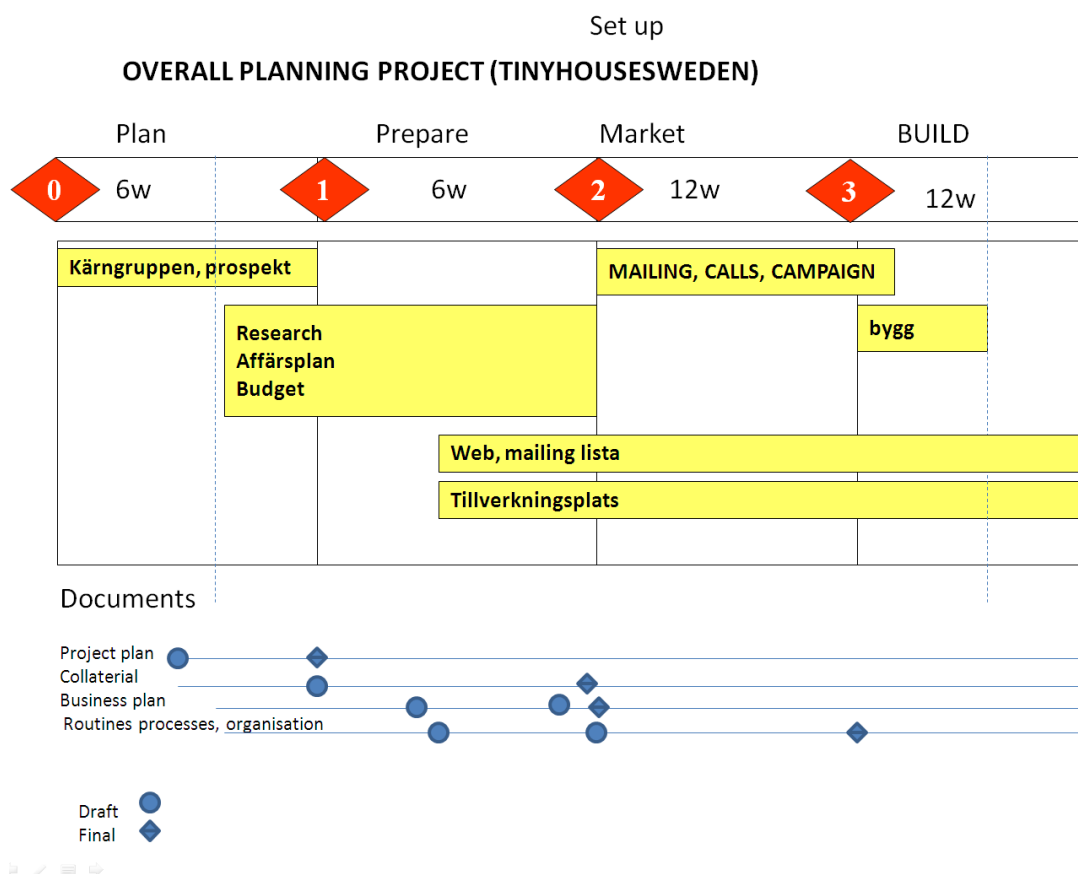 Set up
OVERALL PLANNING PROJECT (TINYHOUSESWEDEN)
Plan
Prepare
Market
BUILD
0
6w
1
6w
2
12w
3
12w
Kärngruppen, prospekt
MAILING, CALLS, CAMPAIGN
Research
Affärsplan
Budget
bygg
Web, mailing lista
Tillverkningsplats
Documents
Project plan
Collaterial
Business plan
Routines processes, organisation
Draft
Final